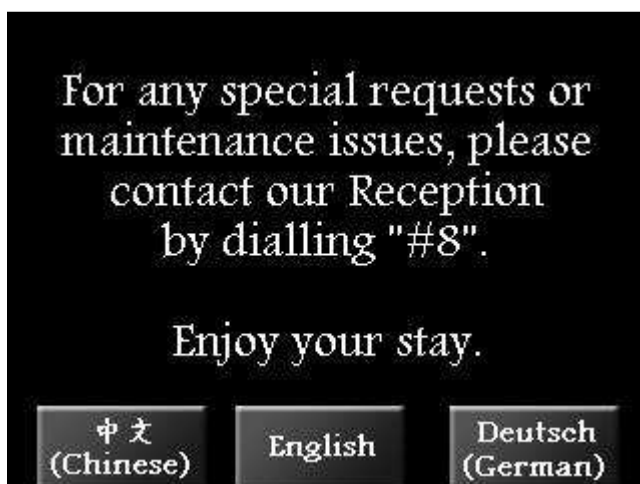 For any special requests or
maintenance issues, please
contact our Reception
by dialling "#8".
Enjoy your stay.
中文
(Chinese)
English
Deutsch
(German)